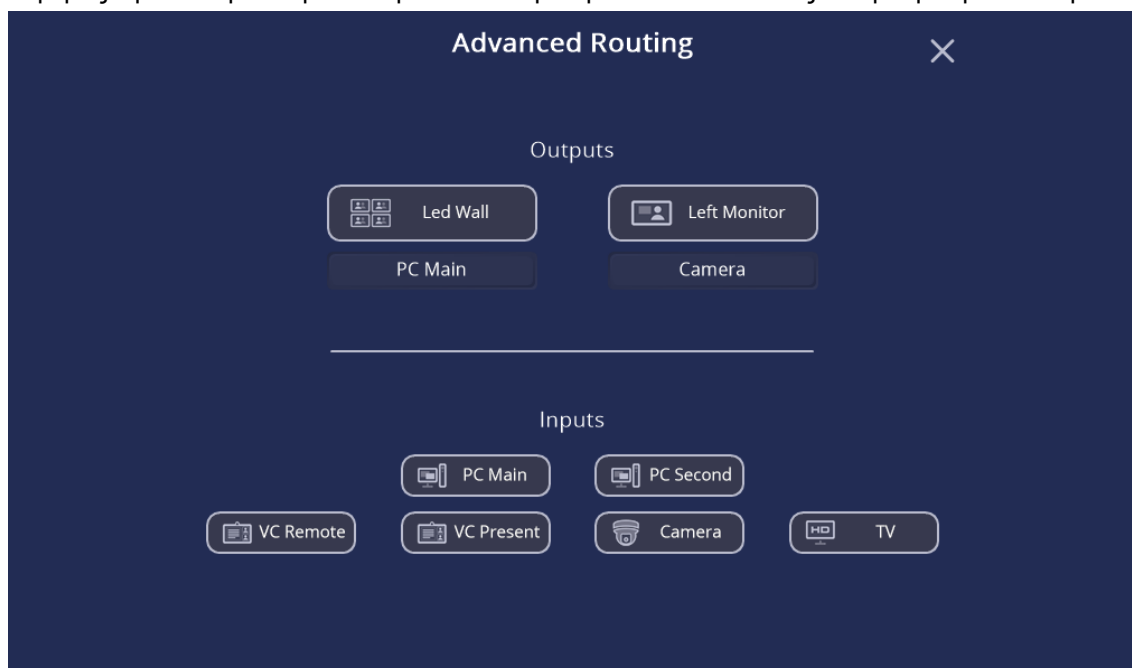 Advanced Routing
Outputs
Led Wall
Left Monitor
PC Main
Camera
Inputs
PC Main
PC Second
VC Remote
VC Present
Camera
HD
TV